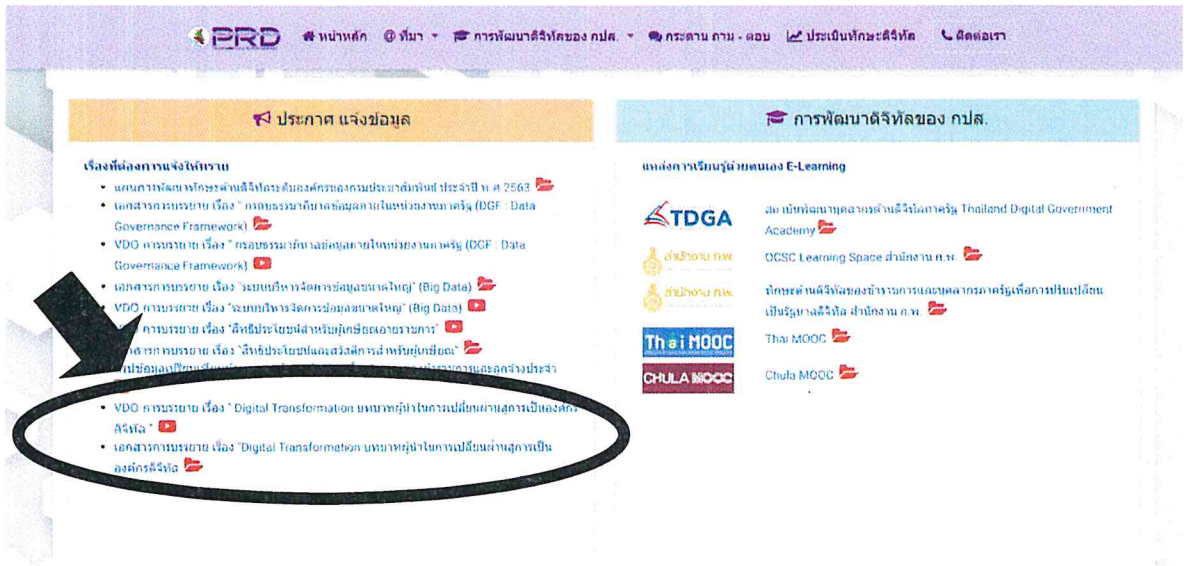 PRD หน้าหลัก @ ที่มา การพัฒนาดิจิทัลของ กปส. กระดาน ถาม - ตอบ ประเมินทักษะดิจิทัล ติดต่อเรา
ประกาศ แจ้งข้อมูล
เรื่องที่ต้องการแจ้งให้ทราบ
• แผนการพัฒนาทักษะด้านดิจิทัลระดับองค์กรของกรมประชาสัมพันธ์ ประจำปี พ.ศ. 2563
• เอกสารการบรรยาย เรื่อง " กรอบธรรมาภิบาลข้อมูลภายในหน่วยงานภาครัฐ (DGF : Data
Governance Framework)
• VDO การบรรยาย เรื่อง " กรอบธรรมาภิบาลข้อมูลภายในหน่วยงานภาครัฐ (DGF : Data
Governance Framework)
• เอกสารการบรรยาย เรื่อง "ระบบบริหารจัดการข้อมูลขนาดใหญ่" (Big Data)
• VDO การบรรยาย เรื่อง "ระบบบริหารจัดการข้อมูลขนาดใหญ่" (Big Data)
การบรรยาย เรื่อง "สิทธิประโยชน์สำหรับผู้เกษียณอายุราชการ"
การบรรยาย เรื่อง "สิทธิประโยชน์และสวัสดิการสำหรับผู้เกษียณ"
• VDO การบรรยาย เรื่อง " Digital Transformation บทบาทผู้นำในการเปลี่ยนผ่านสู่การเป็นองค์กร
ดิจิทัล "
• เอกสารการบรรยาย เรื่อง "Digital Transformation บทบาทผู้นำในการเปลี่ยนผ่านสู่การเป็น
องค์กรดิจิทัล
การพัฒนาดิจิทัลของ กปส.
แหล่งการเรียนรู้ด้วยตนเอง E-Learning
TDGA สถาบันพัฒนาบุคลากรด้านดิจิทัลภาครัฐ Thailand Digital Government
Academy
สำนักงาน ก.พ. OCSC Learning Space สำนักงาน ก.พ.
สำนักงาน ก.พ. ทักษะด้านดิจิทัลของข้าราชการและบุคลากรภาครัฐเพื่อการปรับเปลี่ยน
เป็นรัฐบาลดิจิทัล สำนักงาน ก.พ.
Thai MOOC Thai MOOC
CHULA MOOC Chula MOOC